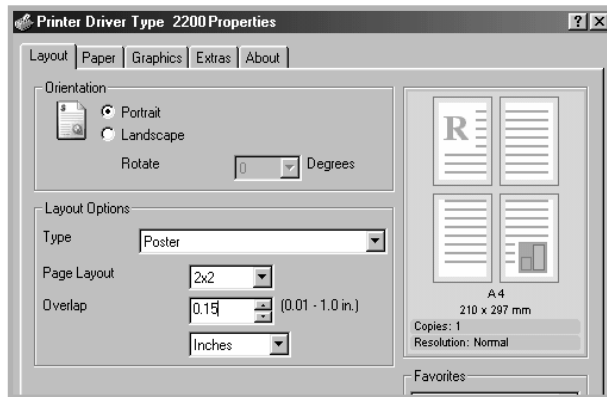 Printer Driver Type 2200 Properties
Layout Paper Graphics Extras About
Orientation
Portrait
Landscape
Rotate 0 Degrees
Layout Options
Type Poster
Page Layout 2x2
Overlap 0.15 (0.01 - 1.0 in.)
Inches
R
A4
210 x 297 mm
Copies: 1
Resolution: Normal
Favorites